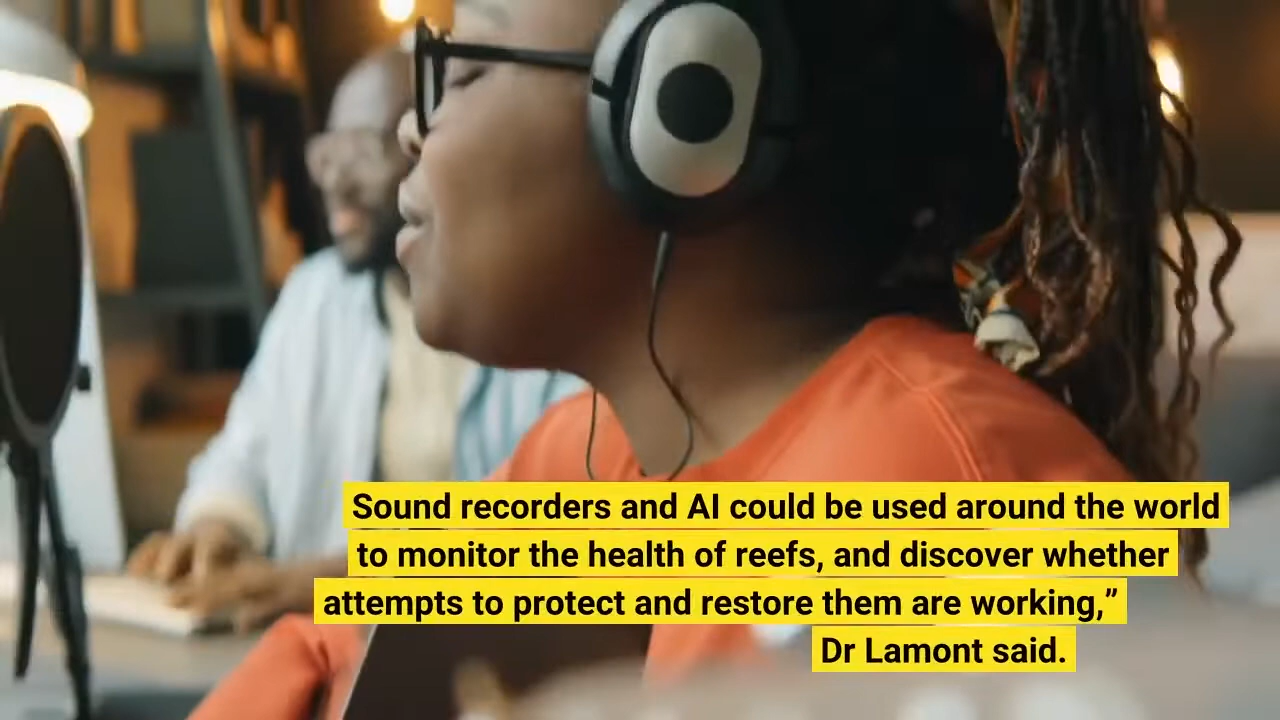 Sound recorders and AI could be used around the world
to monitor the health of reefs, and discover whether
attempts to protect and restore them are working,”
Dr Lamont said.